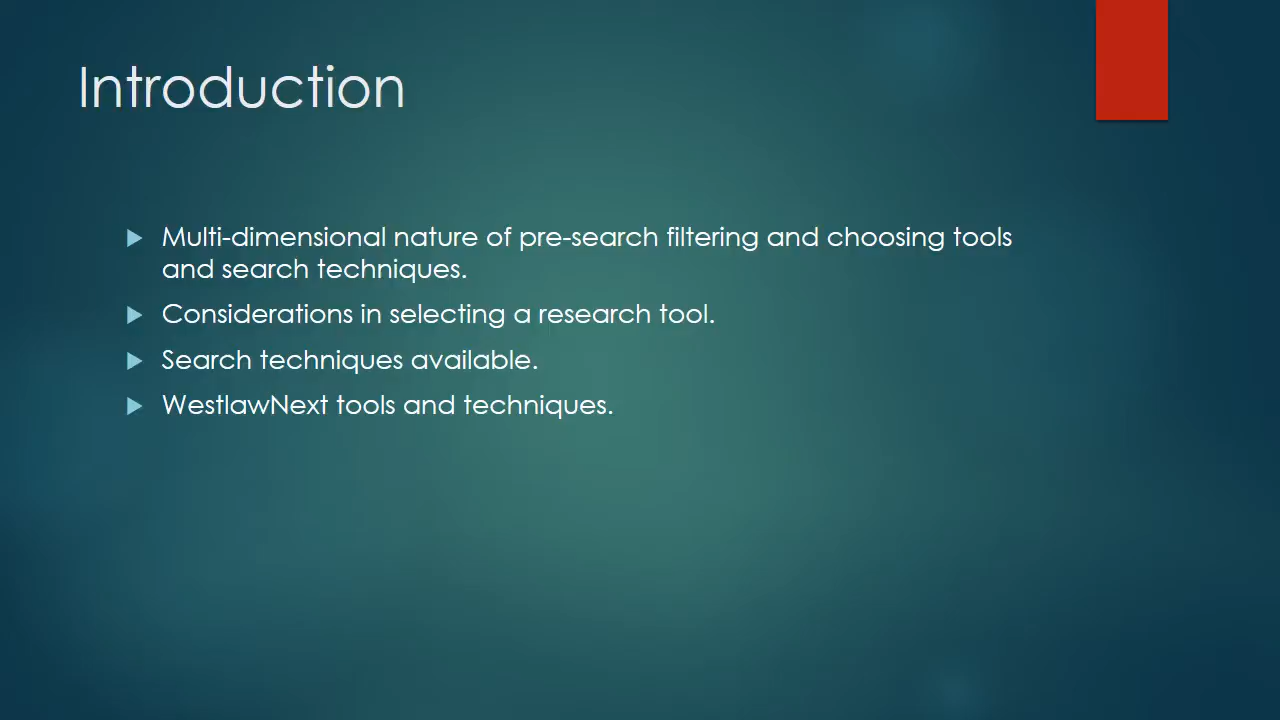 Introduction
Multi-dimensional nature of pre-search filtering and choosing tools
and search techniques.
Considerations in selecting a research tool.
Search techniques available.
WestlawNext tools and techniques.